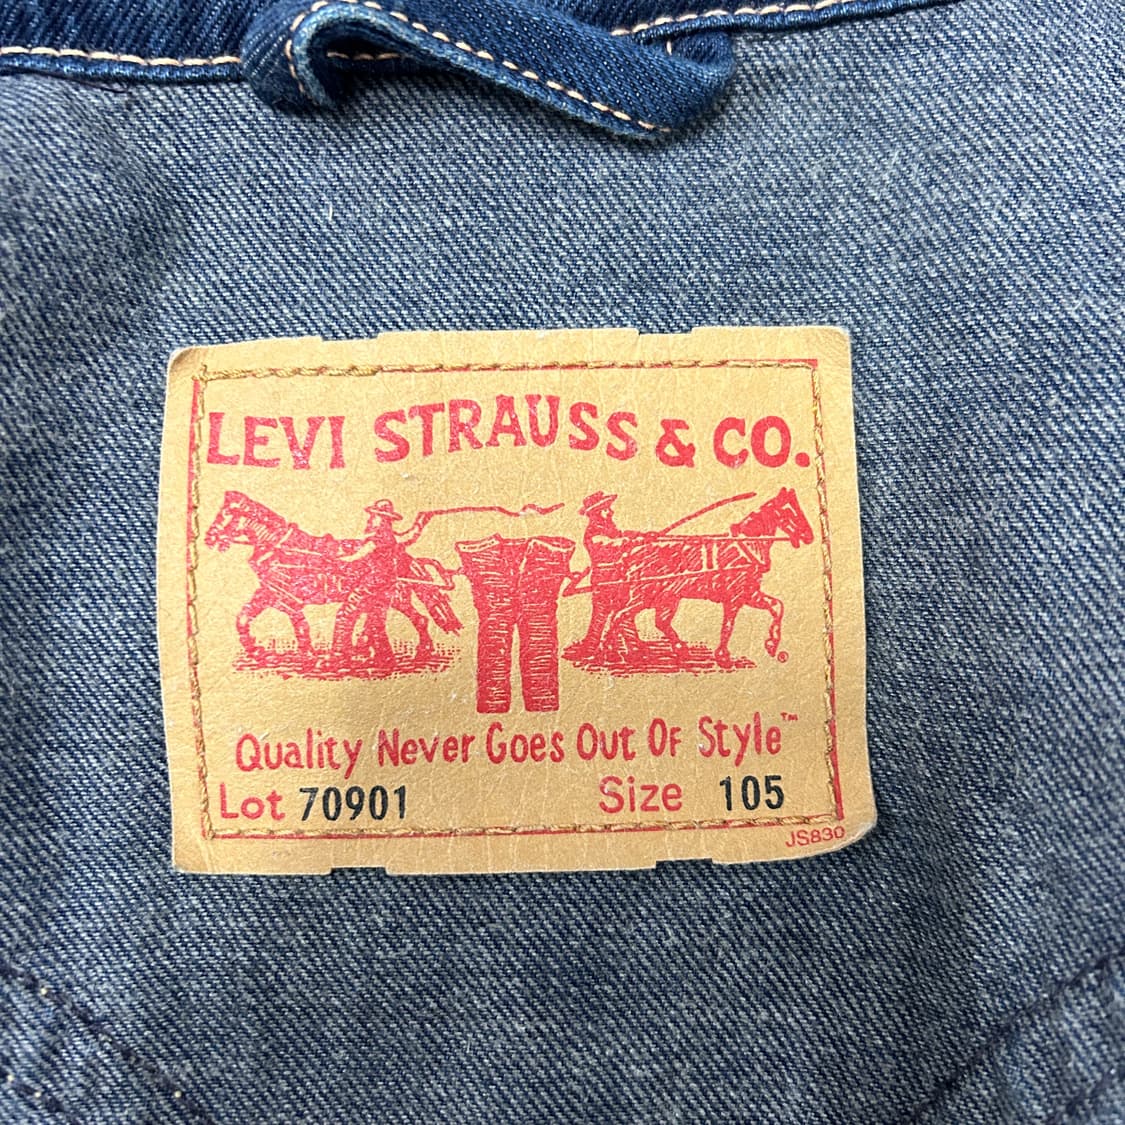 LEVI STRAUSS & CO.
®
Quality Never Goes Out Of Style™
Lot 70901 Size 105
JS830